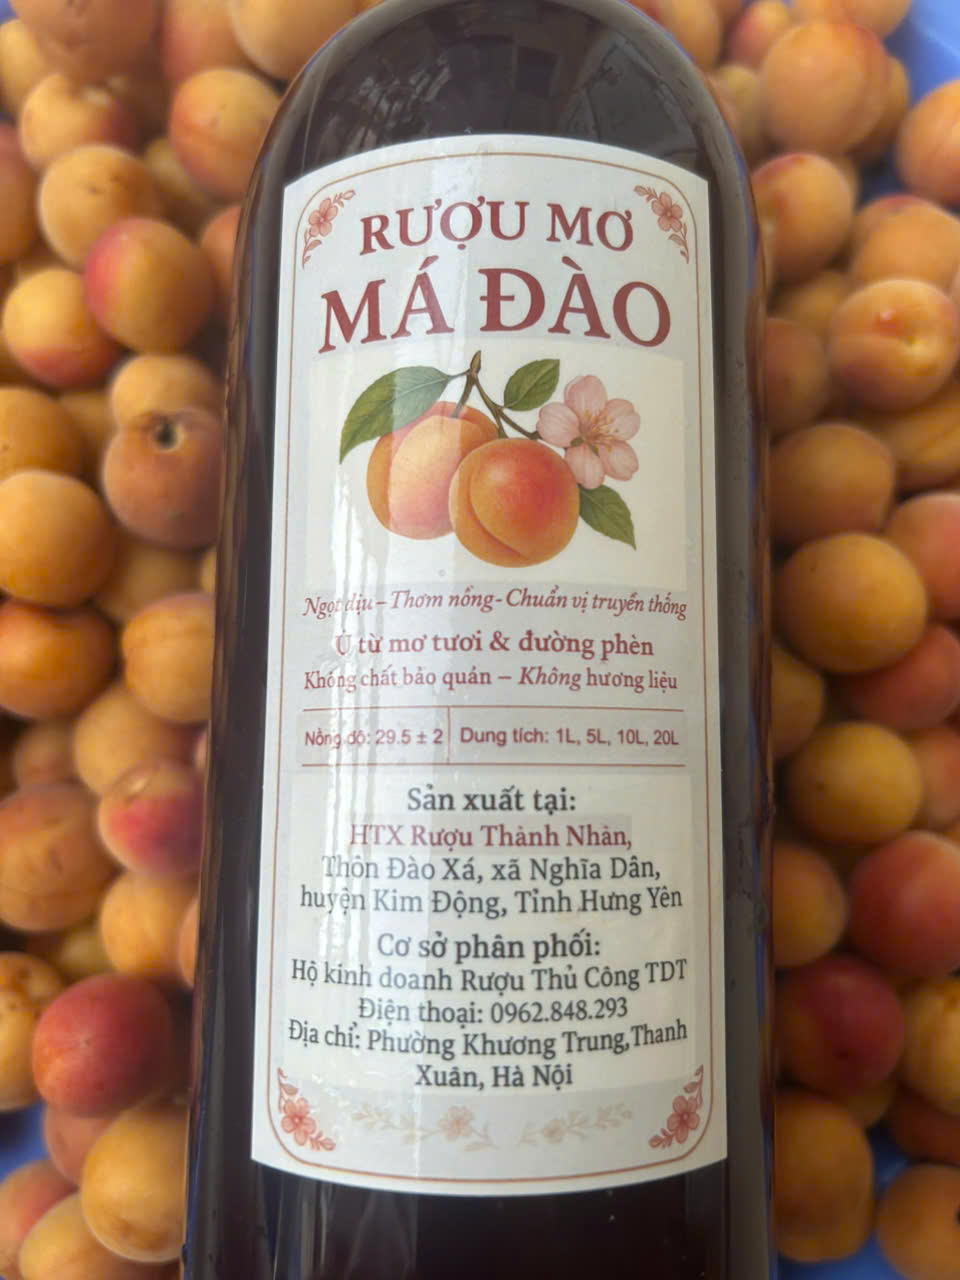 RƯỢU MƠ
MÁ ĐÀO
Ngọt dịu – Thơm nồng - Chuẩn vị truyền thống
Ủ từ mơ tươi & đường phèn
Không chất bảo quản – Không hương liệu
Nồng độ: 29.5 ± 2 Dung tích: 1L, 5L, 10L, 20L
Sản xuất tại:
HTX Rượu Thành Nhàn,
Thôn Đào Xá, xã Nghĩa Dân,
huyện Kim Động, Tỉnh Hưng Yên
Cơ sở phân phối:
Hộ kinh doanh Rượu Thủ Công TDT
Điện thoại: 0962.848.293
Địa chỉ: Phường Khương Trung, Thanh
Xuân, Hà Nội